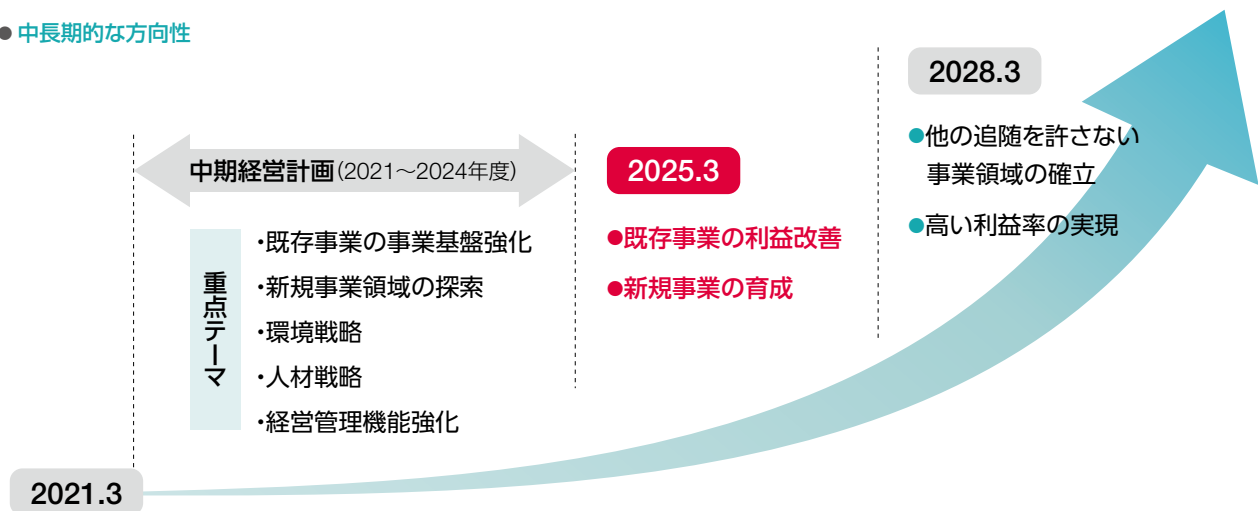 ● 中長期的な方向性
中期経営計画(2021〜2024年度)
重点テーマ
・既存事業の事業基盤強化
・新規事業領域の探索
・環境戦略
・人材戦略
・経営管理機能強化
2021.3
2025.3
●既存事業の利益改善
●新規事業の育成
2028.3
●他の追随を許さない
事業領域の確立
●高い利益率の実現